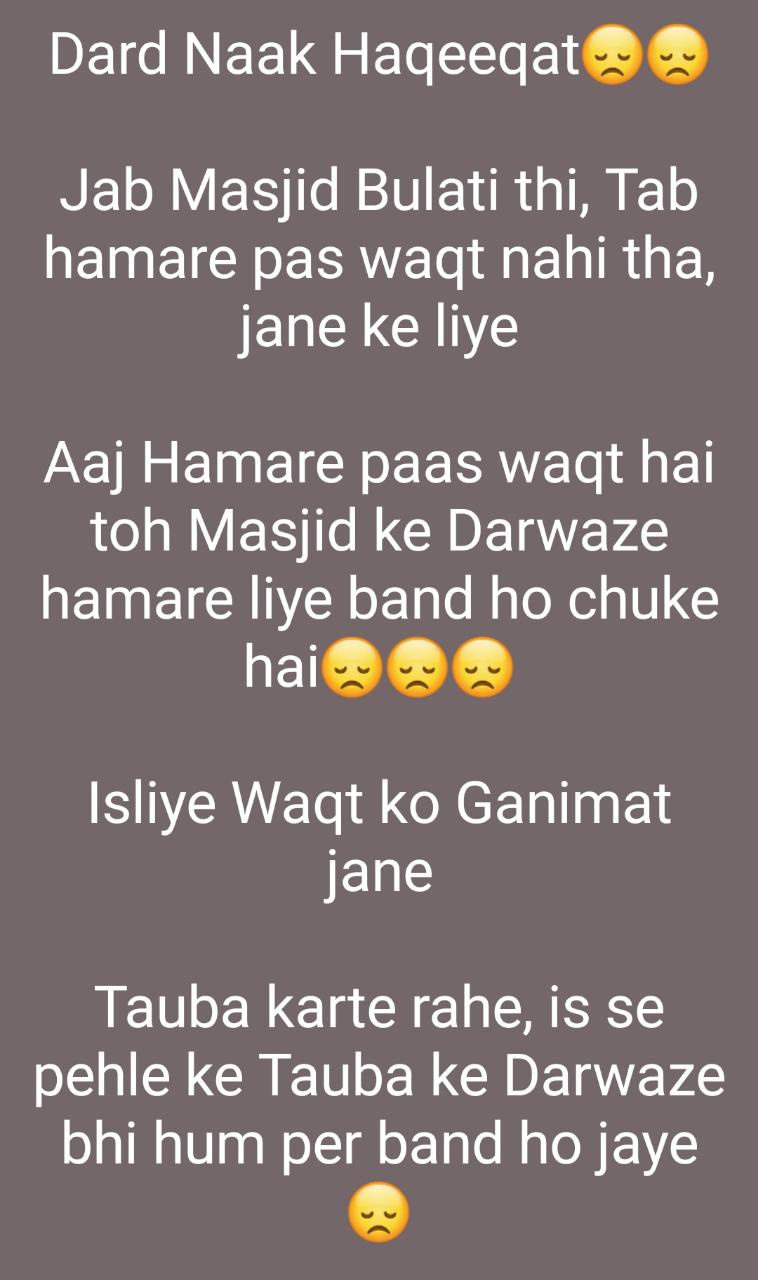 Dard Naak Haqeeqat😞😞
Jab Masjid Bulati thi, Tab
hamare pas waqt nahi tha,
jane ke liye
Aaj Hamare paas waqt hai
toh Masjid ke Darwaze
hamare liye band ho chuke
hai😞😞😞
Isliye Waqt ko Ganimat
jane
Tauba karte rahe, is se
pehle ke Tauba ke Darwaze
bhi hum per band ho jaye
😞